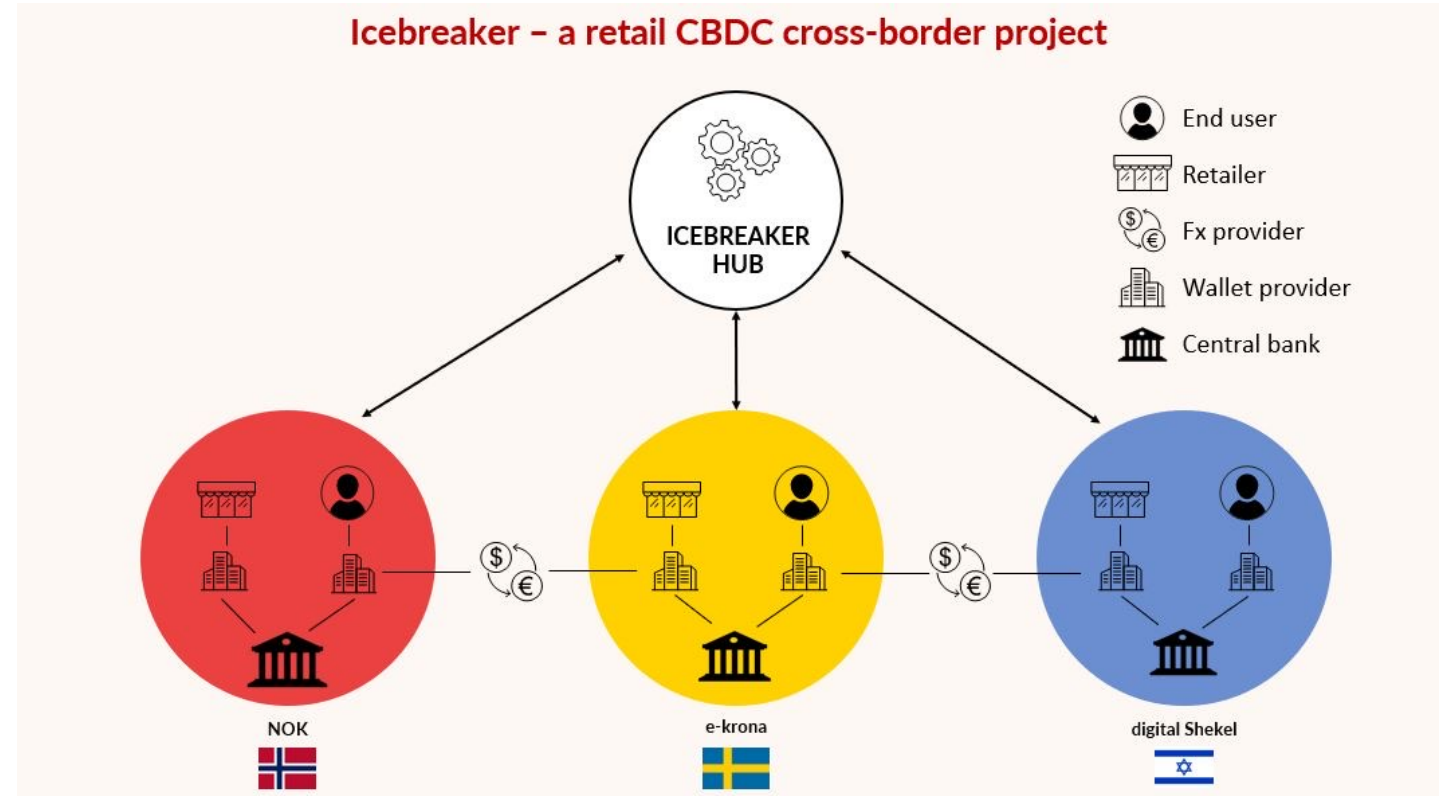 Icebreaker – a retail CBDC cross-border project
ICEBREAKER
HUB
End user
Retailer
$
€
Fx provider
Wallet provider
Central bank
$
€
$
€
NOK
e-krona
digital Shekel